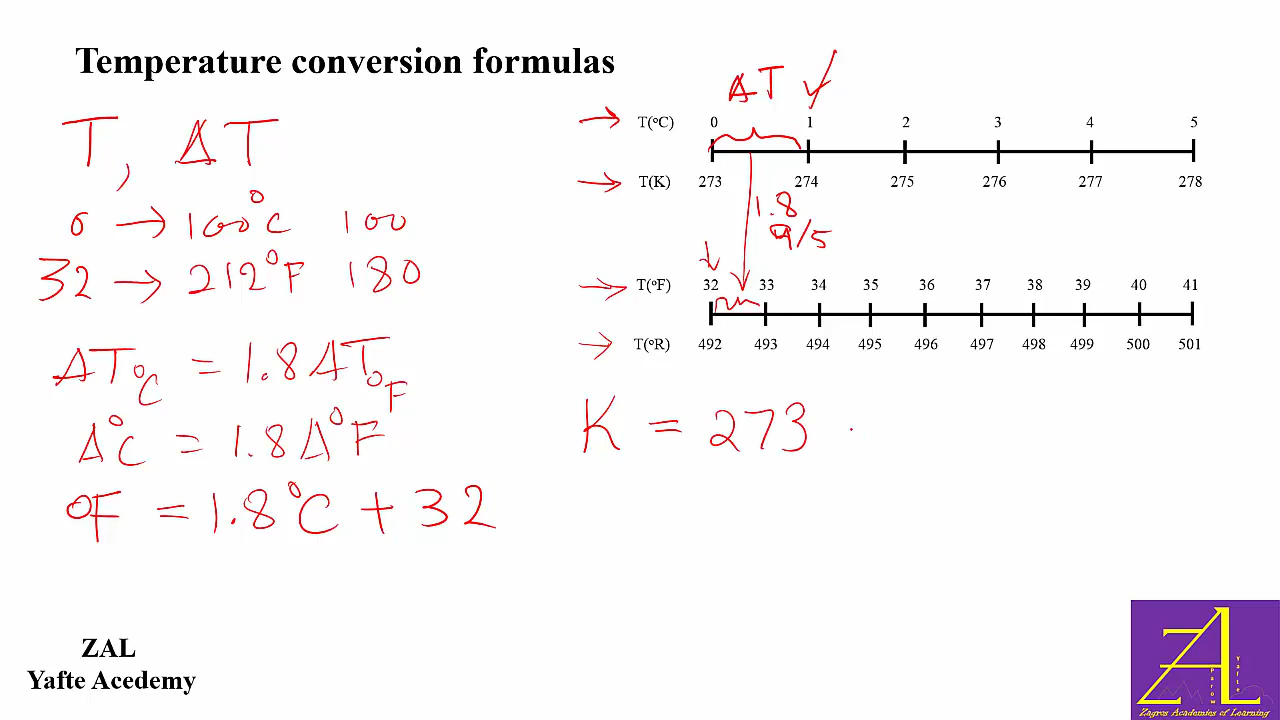 Temperature conversion formulas
T, ΔT
0 → 100°C 100
32 → 212°F 180
ΔT°C = 1.8ΔT°F
Δ°C = 1.8Δ°F
°F = 1.8°C + 32
ΔT ✓
→ T(°C) 0 1 2 3 4 5
→ T(K) 273 274 275 276 277 278
1.8
9/5
→ T(°F) 32 33 34 35 36 37 38 39 40 41
→ T(°R) 492 493 494 495 496 497 498 499 500 501
K = 273
ZAL
Yafte Acedemy
ZAL
Parow
Yafte
Zagros Academies of Learning